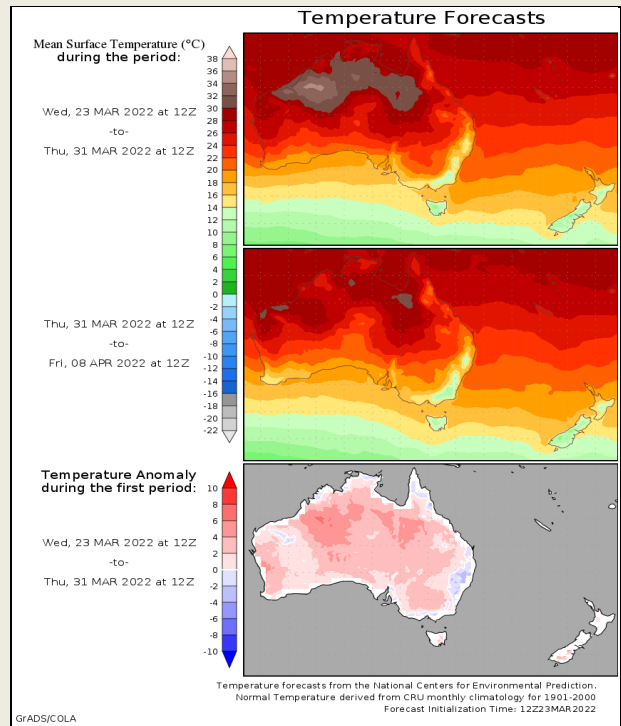 Temperature Forecasts
Mean Surface Temperature (°C)
during the period:
Wed, 23 MAR 2022 at 12Z
-to-
Thu, 31 MAR 2022 at 12Z
38
36
34
32
30
28
26
24
22
20
18
16
14
12
10
8
6
4
2
0
-2
-4
-6
-8
-10
-12
-14
-16
-18
-20
-22
Thu, 31 MAR 2022 at 12Z
-to-
Fri, 08 APR 2022 at 12Z
Temperature Anomaly
during the first period:
Wed, 23 MAR 2022 at 12Z
-to-
Thu, 31 MAR 2022 at 12Z
10
8
6
4
2
0
-2
-4
-6
-8
-10
Temperature forecasts from the National Centers for Environmental Prediction.
Normal Temperature derived from CRU monthly climatology for 1901-2000
Forecast Initialization Time: 12Z23MAR2022
GrADS/COLA